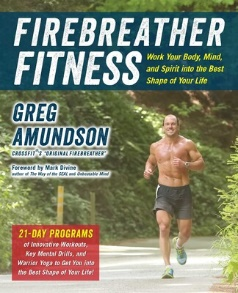 FIREBREATHER
FITNESS
Work Your Body, Mind,
and Spirit into the Best
Shape of Your Life
GREG
AMUNDSON
CROSSFIT'S "ORIGINAL FIREBREATHER"
Foreword by Mark Divine
author of The Way of the SEAL and Unbeatable Mind
21-DAY PROGRAMS
of Innovative Workouts,
Key Mental Drills, and
Warrior Yoga to Get You into
the Best Shape of Your Life!